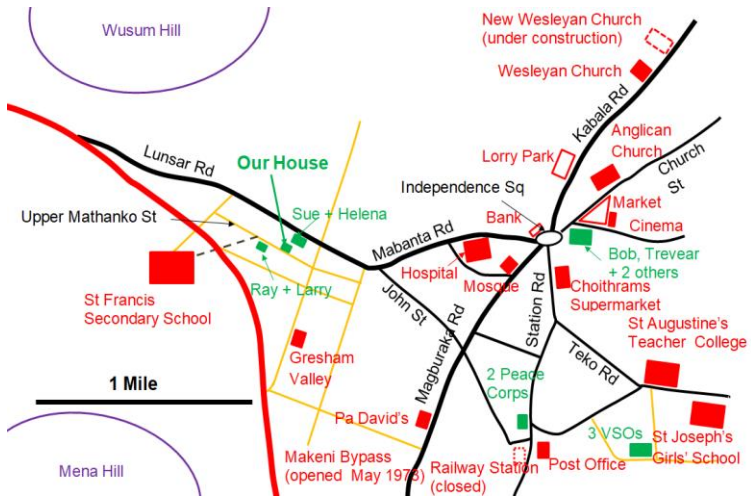 Wusum Hill
New Wesleyan Church
(under construction)
Wesleyan Church
Kabala Rd
Anglican
Church
Church
St
Lunsar Rd
Our House
Lorry Park
Independence Sq
Market
Upper Mathanko St
Sue + Helena
Bank
Cinema
Mabanta Rd
Bob, Trevear
+ 2 others
Hospital
Mosque
Ray + Larry
Choithrams
Supermarket
St Francis
Secondary School
John St
Station Rd
St Augustine's
Teacher College
Magburaka Rd
Teko Rd
Gresham
Valley
1 Mile
2 Peace
Corps
Pa David's
3 VSOs
St Joseph's
Girls' School
Makeni Bypass
(opened May 1978)
Railway Station
(closed)
Post Office
Mena Hill